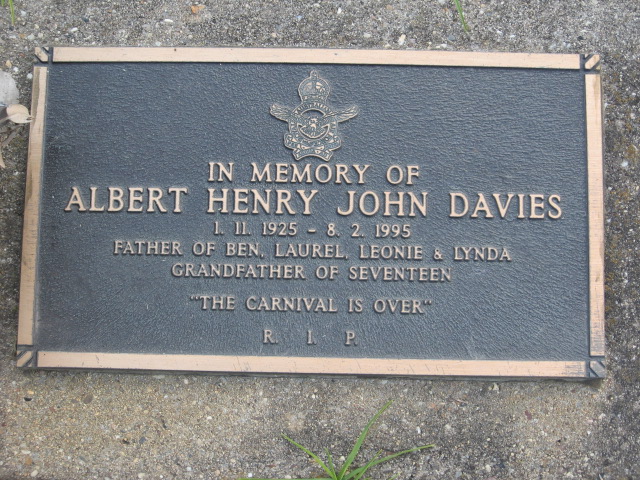 IN MEMORY OF
ALBERT HENRY JOHN DAVIES
1. 11. 1925 - 8. 2. 1995
FATHER OF BEN, LAUREL, LEONIE & LYNDA
GRANDFATHER OF SEVENTEEN
"THE CARNIVAL IS OVER"
R. I. P.